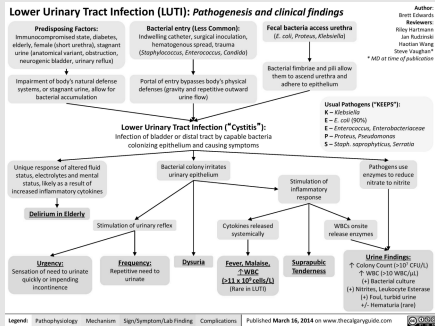 Lower Urinary Tract Infection (LUTI): Pathogenesis and clinical findings
Author:
Brett Edwards
Reviewers:
Riley Hartmann
Jan Rudzinski
Haotian Wang
Steve Vaughan*
* MD at time of publication
Predisposing Factors:
Immunocompromised state, diabetes,
elderly, female (short urethra), stagnant
urine (anatomical variant, obstruction,
neurogenic bladder, urinary reflux)
Bacterial entry (Less Common):
Indwelling catheter, surgical inoculation,
hematogenous spread, trauma
(Staphylococcus, Enterococcus, Candida)
Fecal bacteria access urethra
(E. coli, Proteus, Klebsiella)
Impairment of body's natural defense
systems, or stagnant urine, allow for
bacterial accumulation
Portal of entry bypasses body's physical
defenses (gravity and repetitive outward
urine flow)
Bacterial fimbriae and pili allow
them to ascend urethra and
adhere to epithelium
Usual Pathogens ("KEEPS"):
K – Klebsiella
E – E. coli (90%)
E – Enterococcus, Enterobacteriaceae
P – Proteus, Pseudomonas
S – Staph. saprophyticus, Serratia
Lower Urinary Tract Infection ("Cystitis"):
Infection of bladder or distal tract by capable bacteria
colonizing epithelium and causing symptoms
Unique response of altered fluid
status, electrolytes and mental
status, likely as a result of
increased inflammatory cytokines
Bacterial colony irritates
urinary epithelium
Stimulation of
inflammatory
response
Pathogens use
enzymes to reduce
nitrate to nitrite
Delirium in Elderly
Stimulation of urinary reflex
Cytokines released
systemically
WBCs onsite
release enzymes
Urgency:
Sensation of need to urinate
quickly or impending
incontinence
Frequency:
Repetitive need to
urinate
Dysuria
Fever, Malaise,
↑WBC
(>11 x 10⁹ cells/L)
(Rare in LUTI)
Suprapubic
Tenderness
Urine Findings:
↑ Colony Count (>10⁵ CFU/L)
↑ WBC (>10 WBC/μL)
(+) Bacterial culture
(+) Nitrites, Leukocyte Esterase
(+) Foul, turbid urine
+/- Hematuria (rare)
Legend: Pathophysiology Mechanism Sign/Symptom/Lab Finding Complications
Published March 16, 2014 on www.thecalgaryguide.com